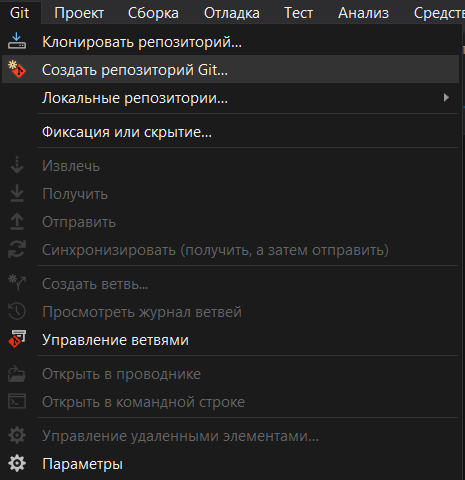 Git Проект Сборка Отладка Тест Анализ Средств
Клонировать репозиторий...
Создать репозиторий Git...
Локальные репозитории...
Фиксация или скрытие...
Извлечь
Получить
Отправить
Синхронизировать (получить, а затем отправить)
Создать ветвь...
Просмотреть журнал ветвей
Управление ветвями
Открыть в проводнике
Открыть в командной строке
Управление удаленными элементами...
Параметры